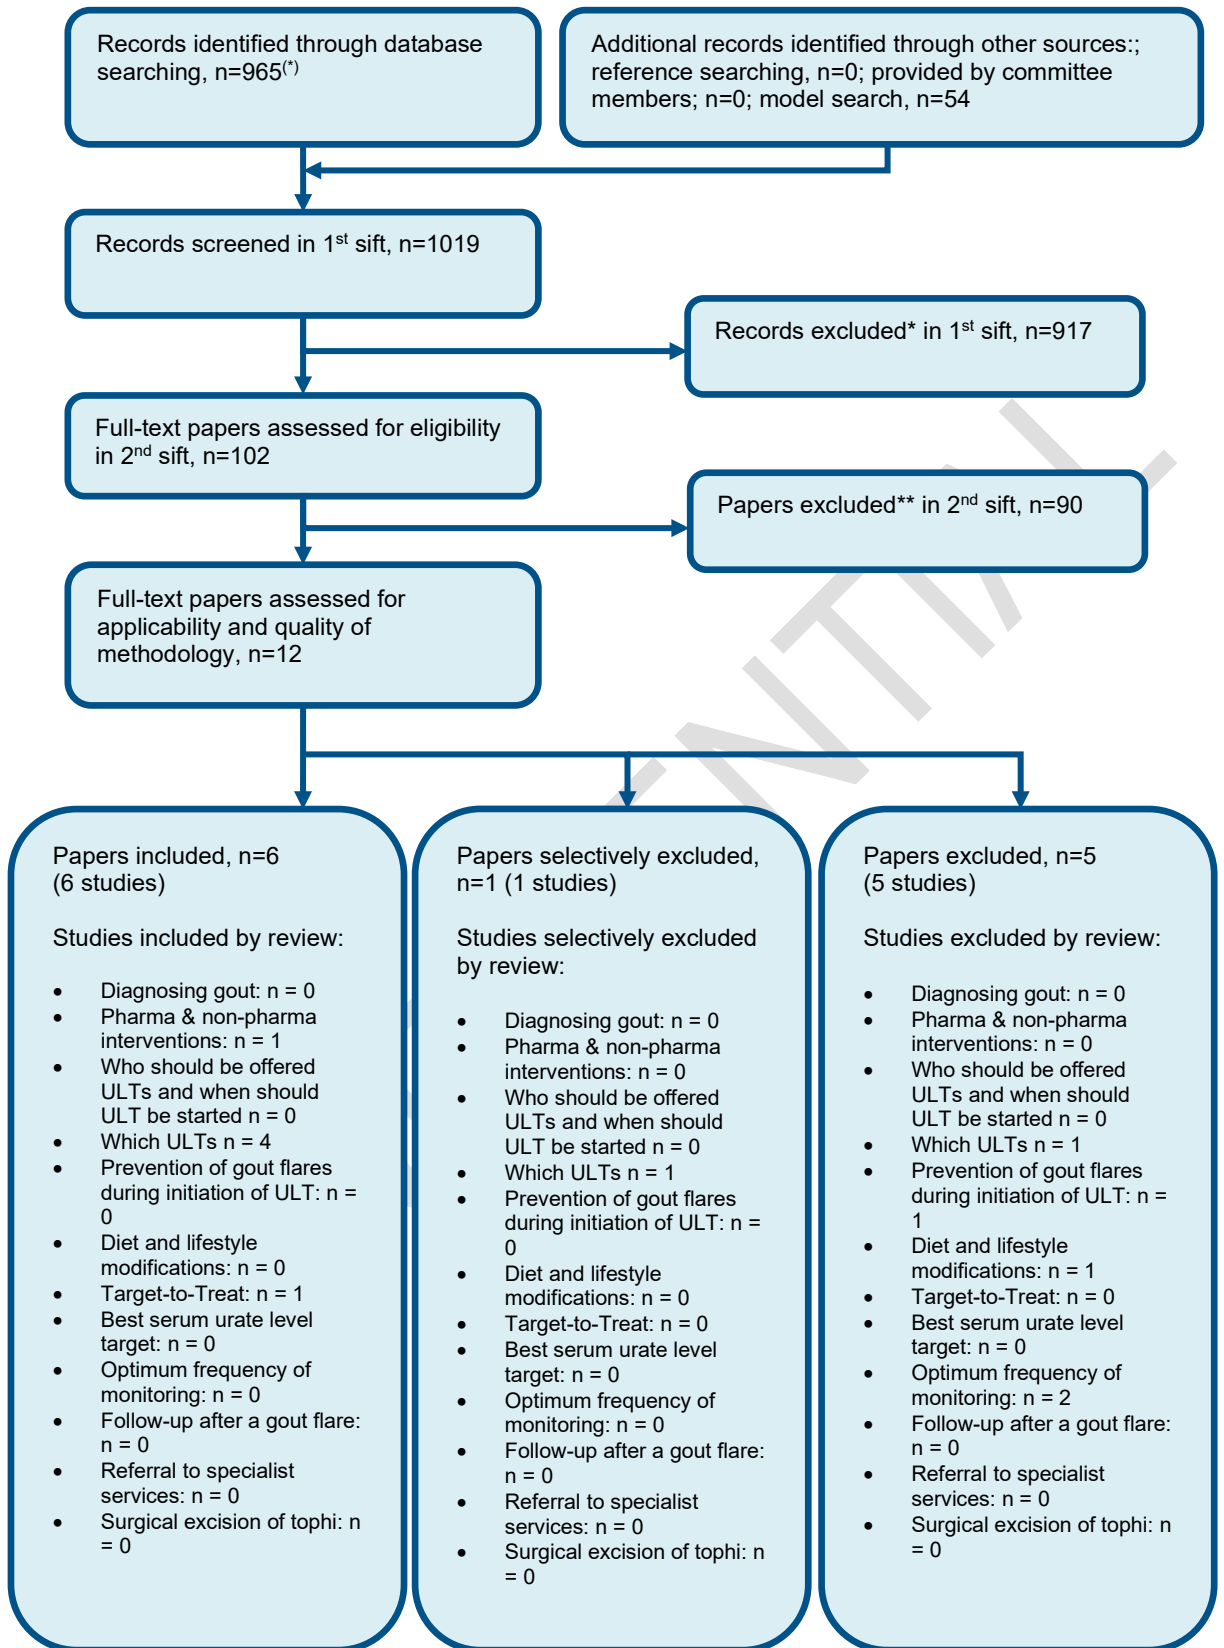 Records identified through database
searching, n=965(*)
Additional records identified through other sources:;
reference searching, n=0; provided by committee
members; n=0; model search, n=54
Records screened in 1st sift, n=1019
Records excluded* in 1st sift, n=917
Full-text papers assessed for eligibility
in 2nd sift, n=102
Papers excluded** in 2nd sift, n=90
Full-text papers assessed for
applicability and quality of
methodology, n=12
Papers included, n=6
(6 studies)
Studies included by review:
• Diagnosing gout: n = 0
• Pharma & non-pharma
interventions: n = 1
• Who should be offered
ULTs and when should
ULT be started n = 0
• Which ULTs n = 4
• Prevention of gout flares
during initiation of ULT: n =
0
• Diet and lifestyle
modifications: n = 0
• Target-to-Treat: n = 1
• Best serum urate level
target: n = 0
• Optimum frequency of
monitoring: n = 0
• Follow-up after a gout flare:
n = 0
• Referral to specialist
services: n = 0
• Surgical excision of tophi: n
= 0
Papers selectively excluded,
n=1 (1 studies)
Studies selectively excluded
by review:
• Diagnosing gout: n = 0
• Pharma & non-pharma
interventions: n = 0
• Who should be offered
ULTs and when should
ULT be started n = 0
• Which ULTs n = 1
• Prevention of gout flares
during initiation of ULT: n =
0
• Diet and lifestyle
modifications: n = 0
• Target-to-Treat: n = 0
• Best serum urate level
target: n = 0
• Optimum frequency of
monitoring: n = 0
• Follow-up after a gout flare:
n = 0
• Referral to specialist
services: n = 0
• Surgical excision of tophi: n
= 0
Papers excluded, n=5
(5 studies)
Studies excluded by review:
• Diagnosing gout: n = 0
• Pharma & non-pharma
interventions: n = 0
• Who should be offered
ULTs and when should
ULT be started n = 0
• Which ULTs n = 1
• Prevention of gout flares
during initiation of ULT: n =
1
• Diet and lifestyle
modifications: n = 1
• Target-to-Treat: n = 0
• Best serum urate level
target: n = 0
• Optimum frequency of
monitoring: n = 2
• Follow-up after a gout flare:
n = 0
• Referral to specialist
services: n = 0
• Surgical excision of tophi: n
= 0